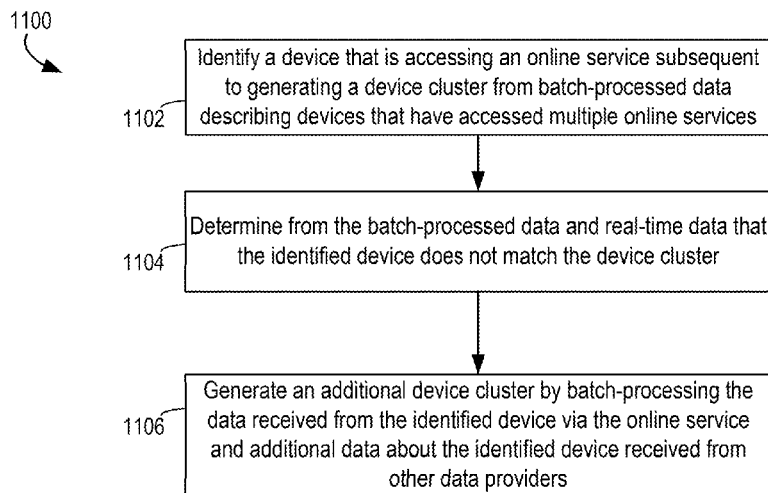 1100
Identify a device that is accessing an online service subsequent
to generating a device cluster from batch-processed data
describing devices that have accessed multiple online services
1102
Determine from the batch-processed data and real-time data that
the identified device does not match the device cluster
1104
Generate an additional device cluster by batch-processing the
data received from the identified device via the online service
and additional data about the identified device received from
other data providers
1106